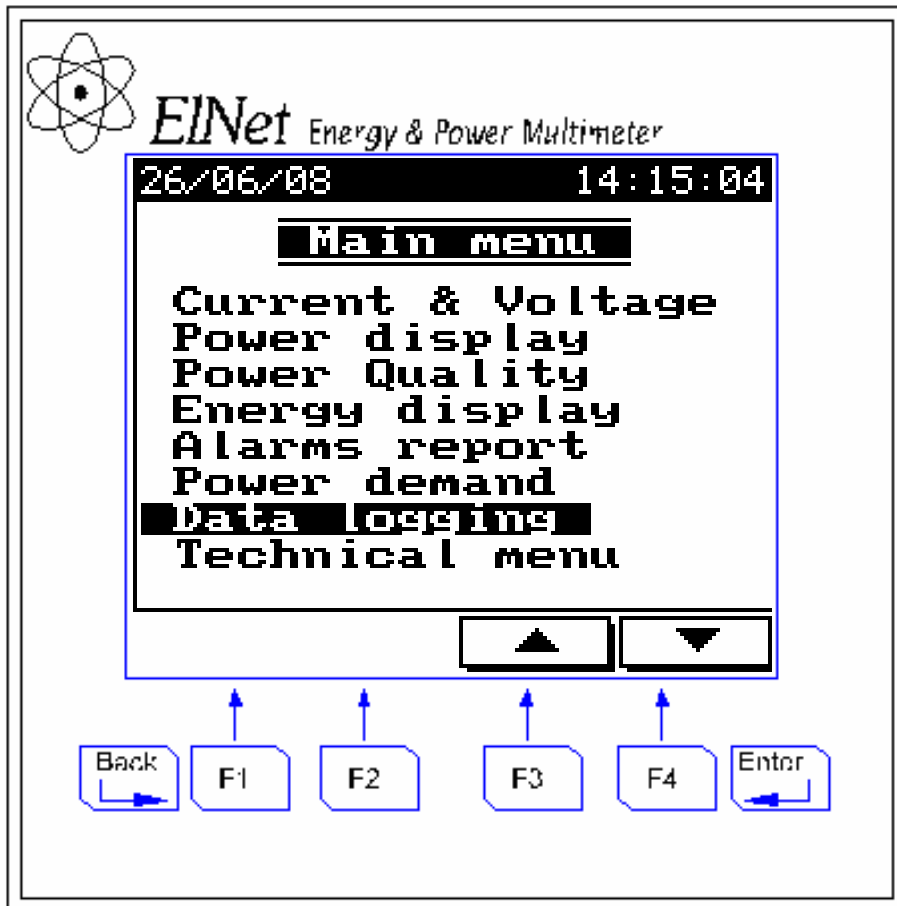 ElNet Energy & Power Multimeter
26/06/08 14:15:04
Main menu
Current & Voltage
Power display
Power Quality
Energy display
Alarms report
Power demand
Data logging
Technical menu
Back F1 F2 F3 F4 Enter